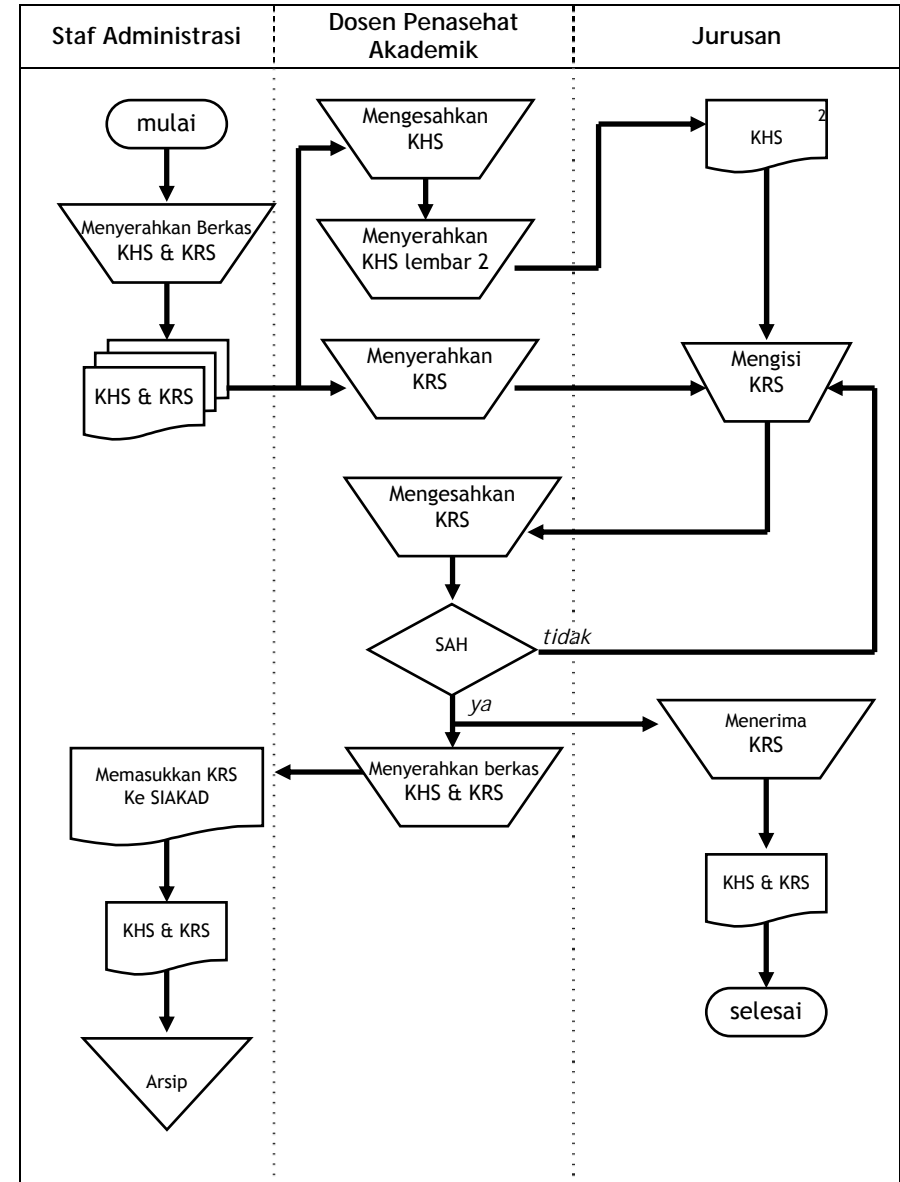 Staf Administrasi
Dosen Penasehat
Akademik
Jurusan
mulai
Mengesahkan
KHS
2
KHS
Menyerahkan Berkas
KHS & KRS
Menyerahkan
KHS lembar 2
KHS & KRS
Menyerahkan
KRS
Mengisi
KRS
Mengesahkan
KRS
SAH
tidak
ya
Menerima
KRS
Memasukkan KRS
Ke SIAKAD
Menyerahkan berkas
KHS & KRS
KHS & KRS
KHS & KRS
selesai
Arsip